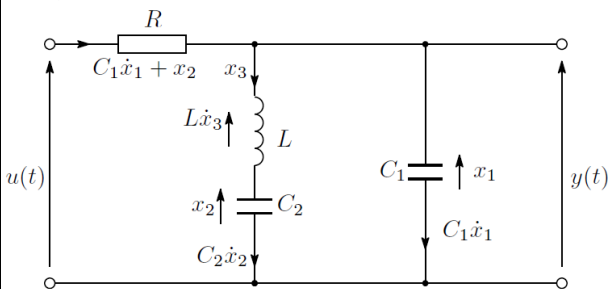 R
C₁ẋ₁ + x₂
x₃
Lẋ₃
L
u(t)
C₁
x₁
y(t)
x₂
C₂
C₁ẋ₁
C₂ẋ₂